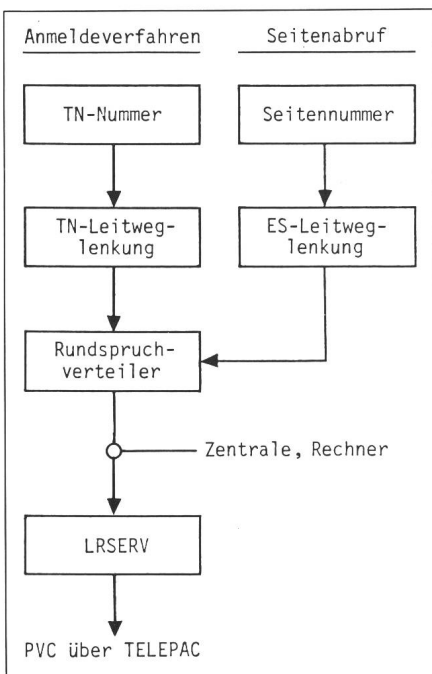 Anmeldeverfahren
Seitenabruf
TN-Nummer
Seitennummer
TN-Leitweg-
lenkung
ES-Leitweg-
lenkung
Rundspruch-
verteiler
Zentrale, Rechner
LRSERV
PVC über TELEPAC